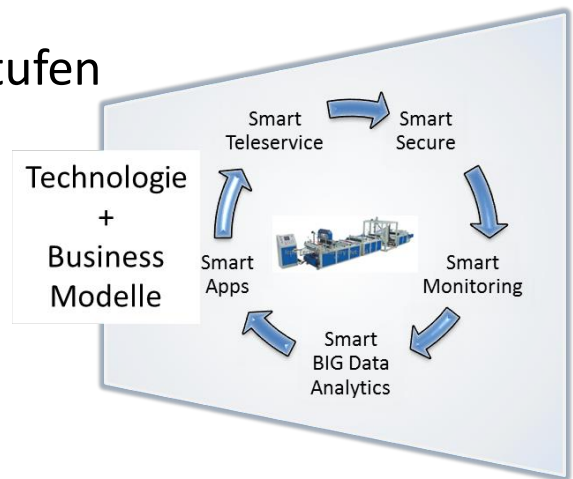 tufen
Smart
Teleservice
Smart
Secure
Technologie
+
Business
Modelle
Smart
Apps
Smart
Monitoring
Smart
BIG Data
Analytics